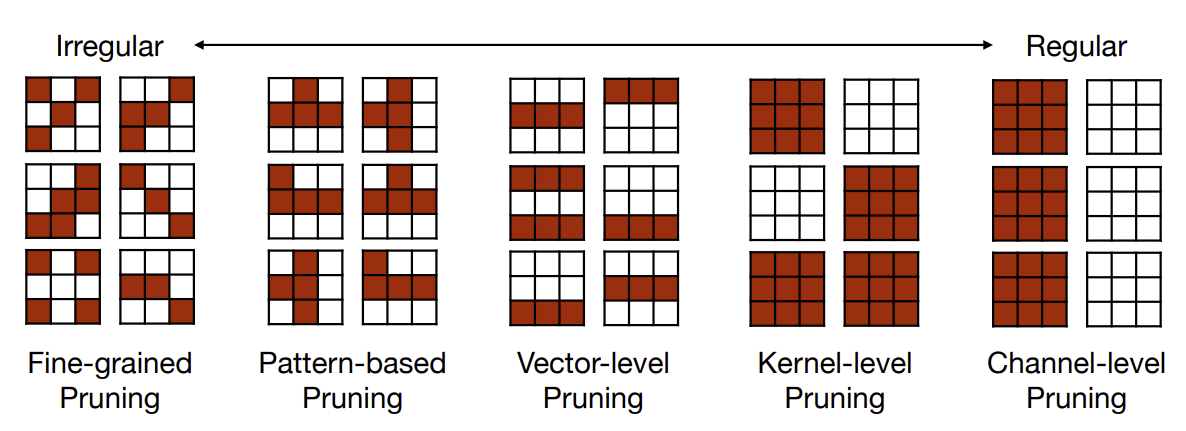 Irregular
Regular
Fine-grained
Pruning
Pattern-based
Pruning
Vector-level
Pruning
Kernel-level
Pruning
Channel-level
Pruning